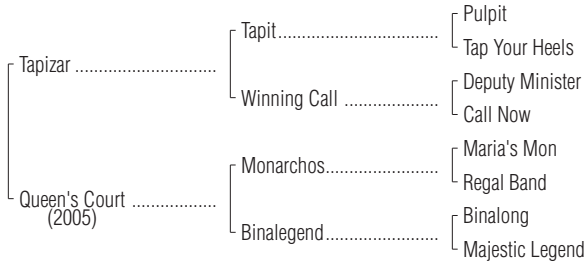 Pulpit
Tapit
Tap Your Heels
Tapizar
Deputy Minister
Winning Call
Call Now
Maria's Mon
Monarchos
Regal Band
Queen's Court
(2005)
Binalong
Binalegend
Majestic Legend